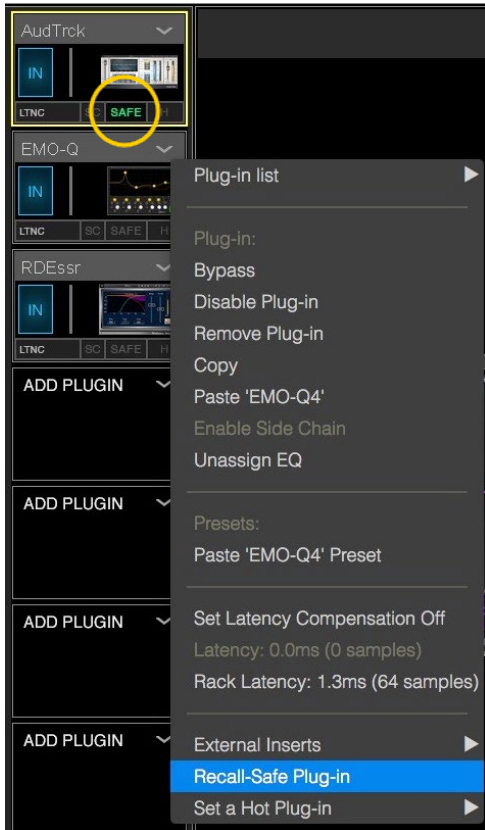 AudTrck
IN
LTNC SC SAFE H
EMO-Q
IN
LTNC SC SAFE H
RDEssr
IN
LTNC SC SAFE H
ADD PLUGIN
ADD PLUGIN
ADD PLUGIN
ADD PLUGIN
Plug-in list
Plug-in:
Bypass
Disable Plug-in
Remove Plug-in
Copy
Paste 'EMO-Q4'
Enable Side Chain
Unassign EQ
Presets:
Paste 'EMO-Q4' Preset
Set Latency Compensation Off
Latency: 0.0ms (0 samples)
Rack Latency: 1.3ms (64 samples)
External Inserts
Recall-Safe Plug-in
Set a Hot Plug-in